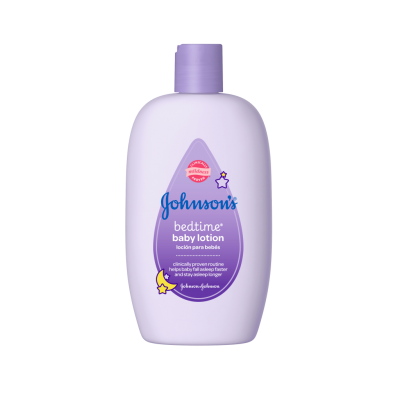 mildness
Johnson's
bedtime®
baby lotion
loción para bebés
clinically proven routine
helps baby fall asleep faster
and stay asleep longer
Johnson & Johnson